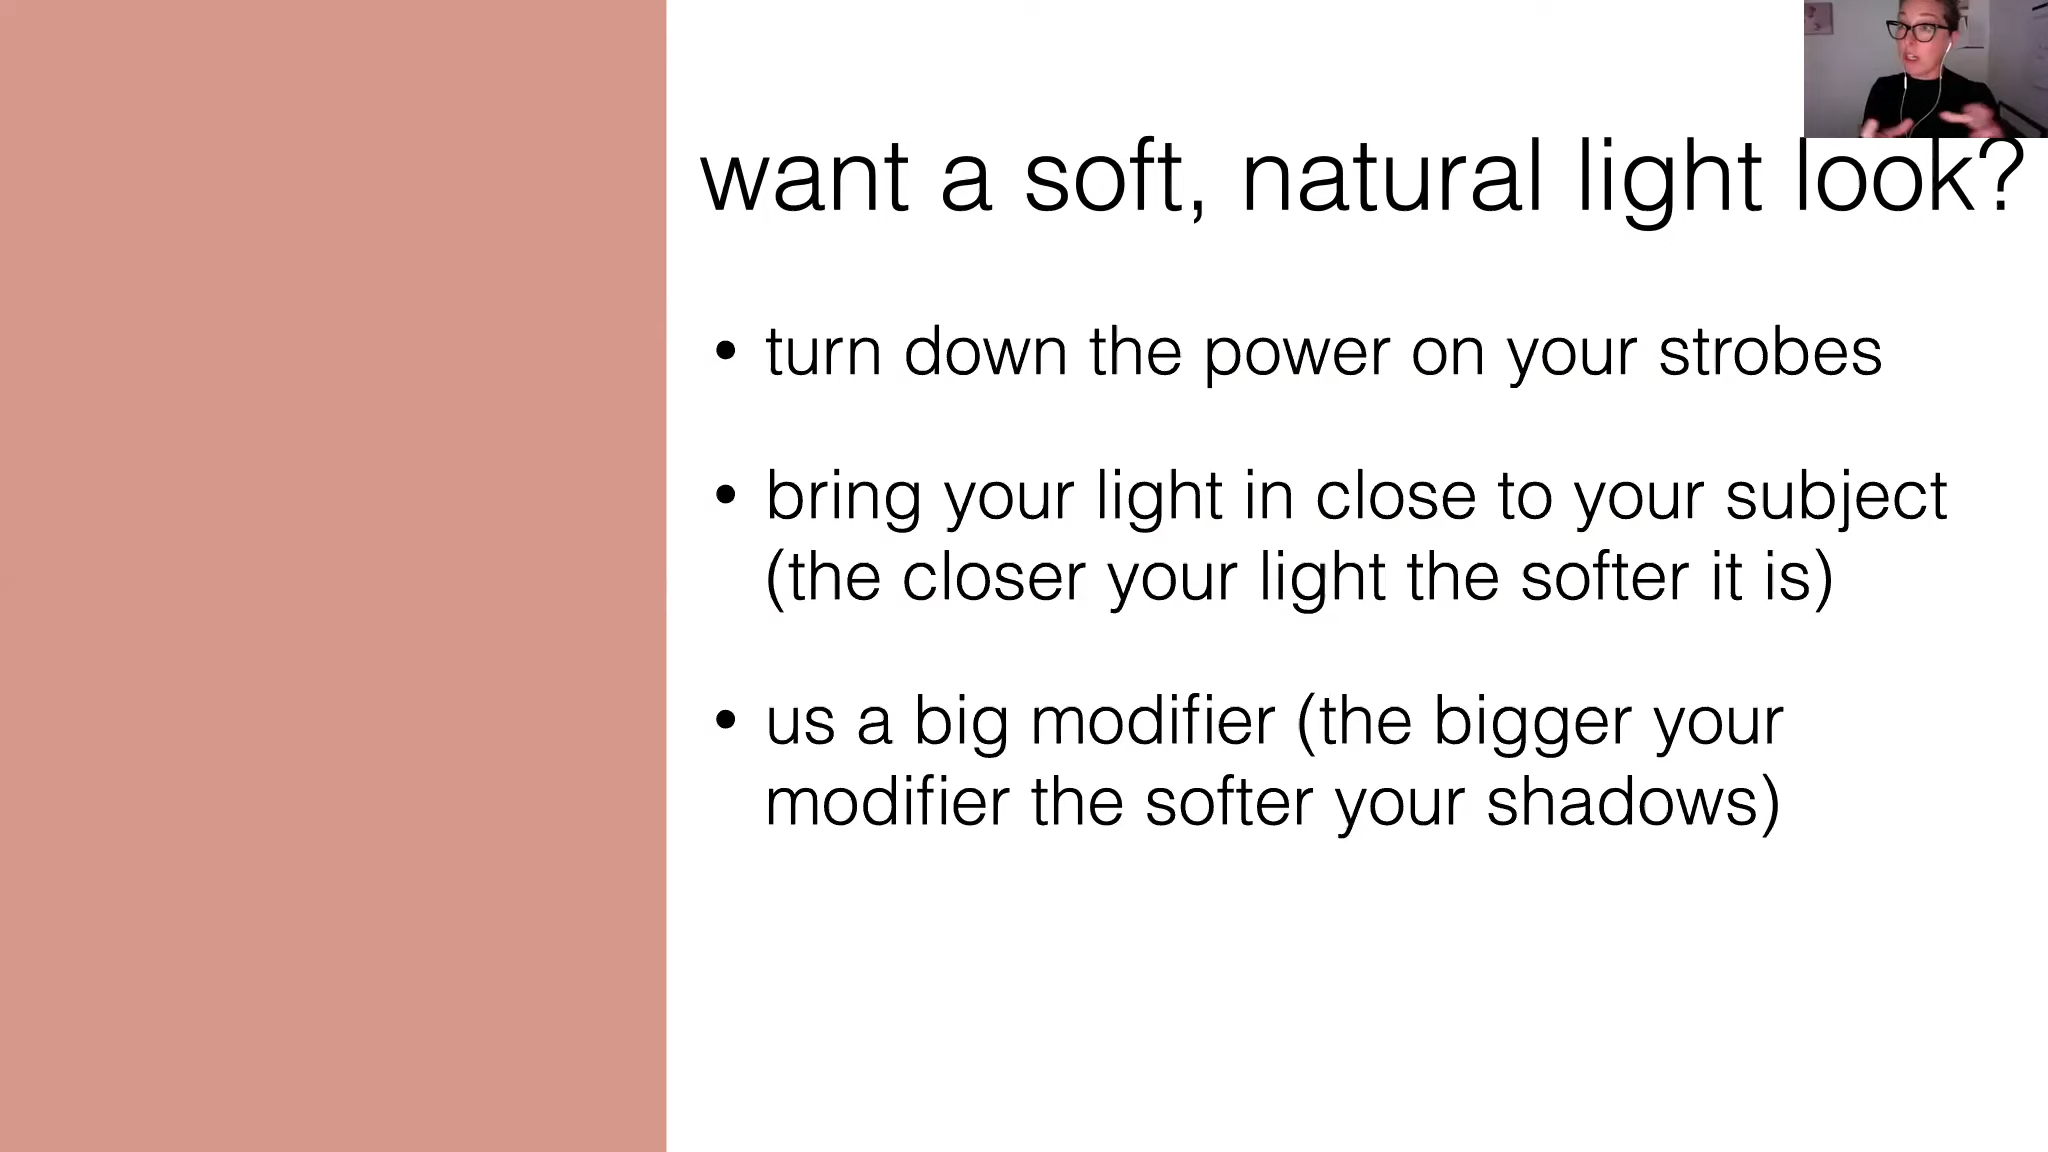 want a soft, natural light look?
• turn down the power on your strobes
• bring your light in close to your subject
(the closer your light the softer it is)
• us a big modifier (the bigger your
modifier the softer your shadows)